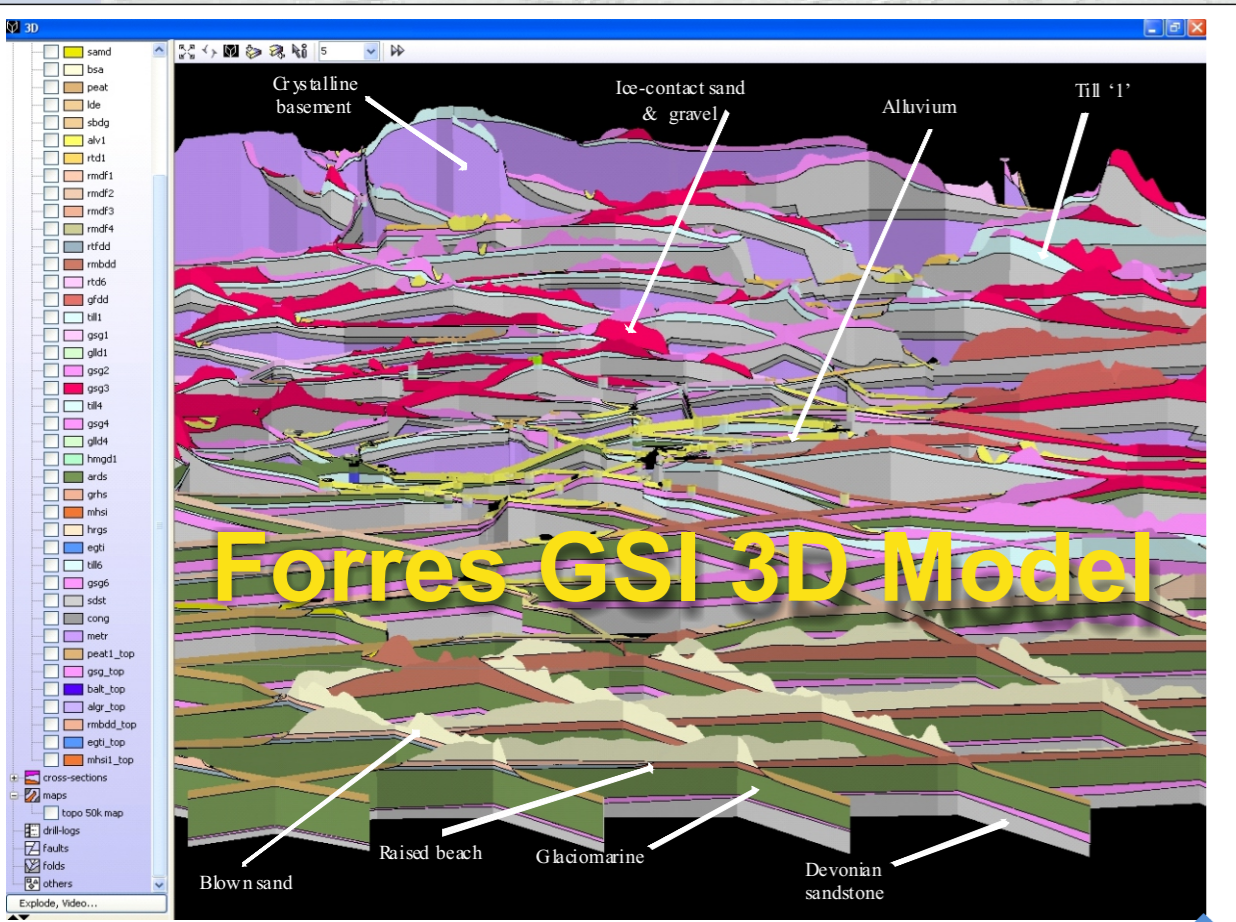 3D
samd
bsa
peat
lde
sbdg
alv1
rtd1
rmdf1
rmdf2
rmdf3
rmdf4
rtfdd
rmbdd
rtd6
gfdd
till1
gsg1
glld1
gsg2
gsg3
till4
gsg4
glld4
hmgd1
ards
grhs
mhsi
hrgs
egti
till6
gsg6
sdst
cong
metr
peat1_top
gsg_top
balt_top
algr_top
rmbdd_top
egti_top
mhsi1_top
cross-sections
maps
topo 50k map
drill-logs
faults
folds
others
Explode, Video...
5
Crystalline
basement
Ice-contact sand
& gravel
Alluvium
Till ‘1’
Forres GSI 3D Model
Blown sand
Raised beach
Glaciomarine
Devonian
sandstone